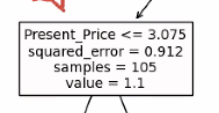 Present_Price <= 3.075
squared_error = 0.912
samples = 105
value = 1.1